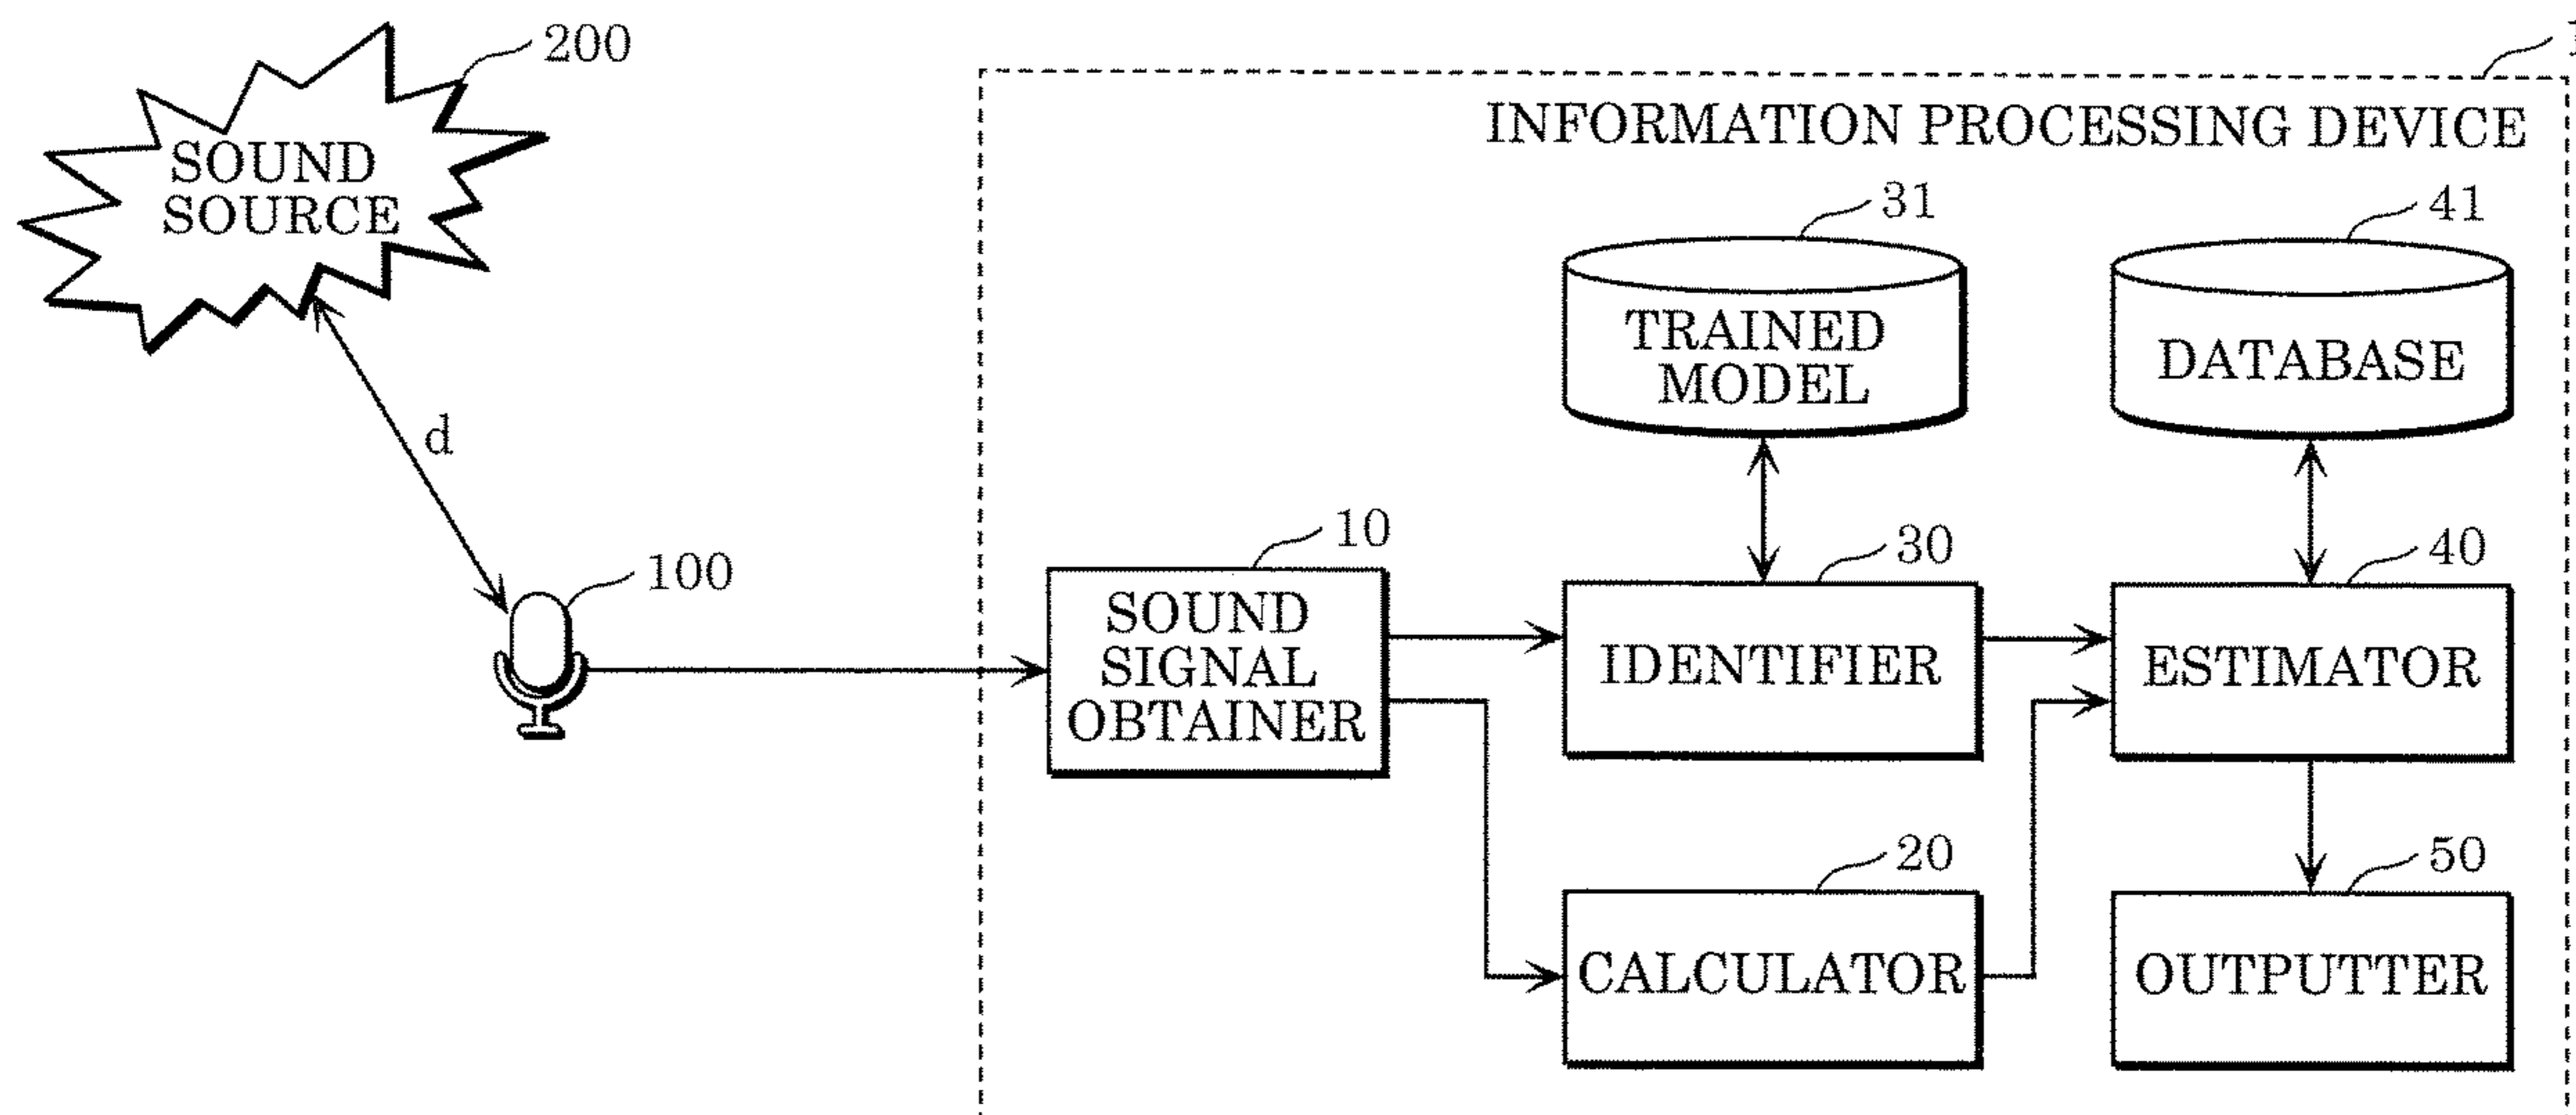 200
SOUND
SOURCE
d
100
INFORMATION PROCESSING DEVICE
31
TRAINED
MODEL
41
DATABASE
10
SOUND
SIGNAL
OBTAINER
30
IDENTIFIER
40
ESTIMATOR
20
CALCULATOR
50
OUTPUTTER